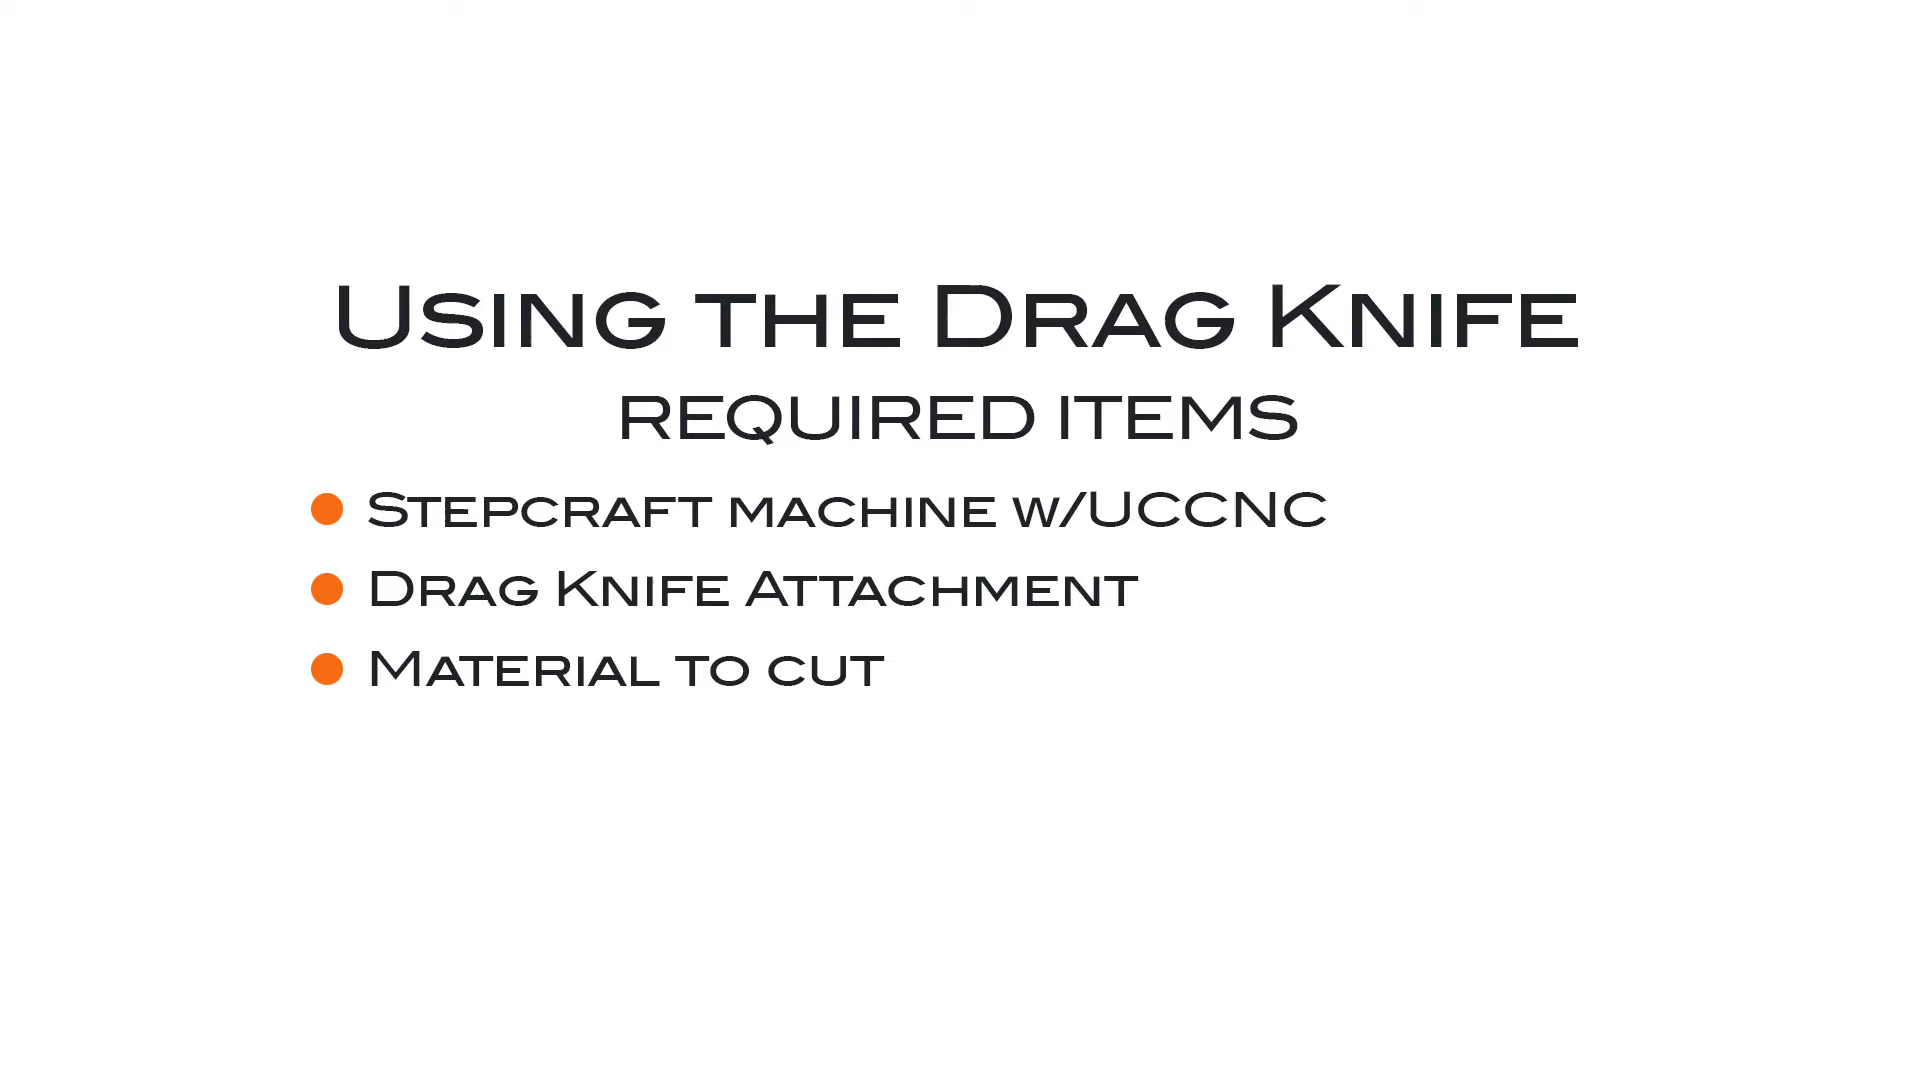 Using the Drag Knife
REQUIRED ITEMS
Stepcraft machine w/UCCNC
Drag Knife Attachment
Material to cut